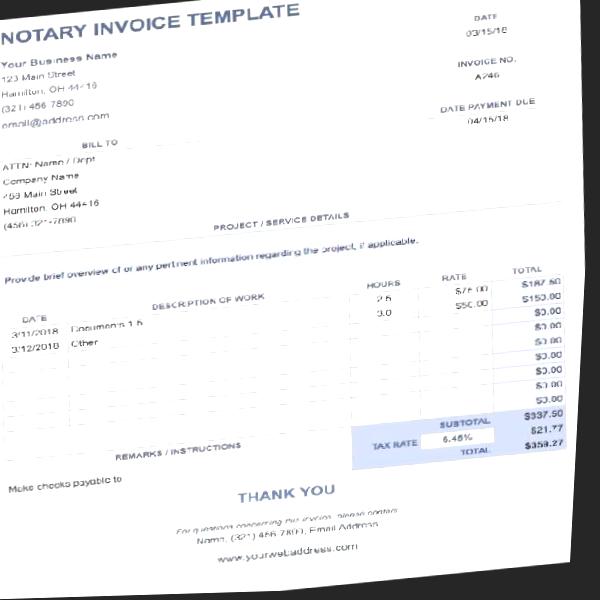 NOTARY INVOICE TEMPLATE
DATE
03/15/18
Your Business Name
123 Main Street
Hamilton, OH 44416
(321) 456-7890
email@address.com
INVOICE NO.
A246
DATE PAYMENT DUE
04/15/18
BILL TO
ATTN: Name / Dept
Company Name
456 Main Street
Hamilton, OH 44416
(456) 321-7890
PROJECT / SERVICE DETAILS
Provide brief overview of or any pertinent information regarding the project, if applicable.
DATE DESCRIPTION OF WORK HOURS RATE TOTAL
3/11/2018 Documents 1-5 2.5 $75.00 $187.50
3/12/2018 Other 3.0 $50.00 $150.00
$0.00
$0.00
$0.00
$0.00
$0.00
$0.00
$0.00
REMARKS / INSTRUCTIONS SUBTOTAL $337.50
TAX RATE 6.45% $21.77
TOTAL $359.27
Make checks payable to
THANK YOU
For questions concerning this invoice, please contact
Name, (321) 456-7890, Email Address
www.yourwebaddress.com